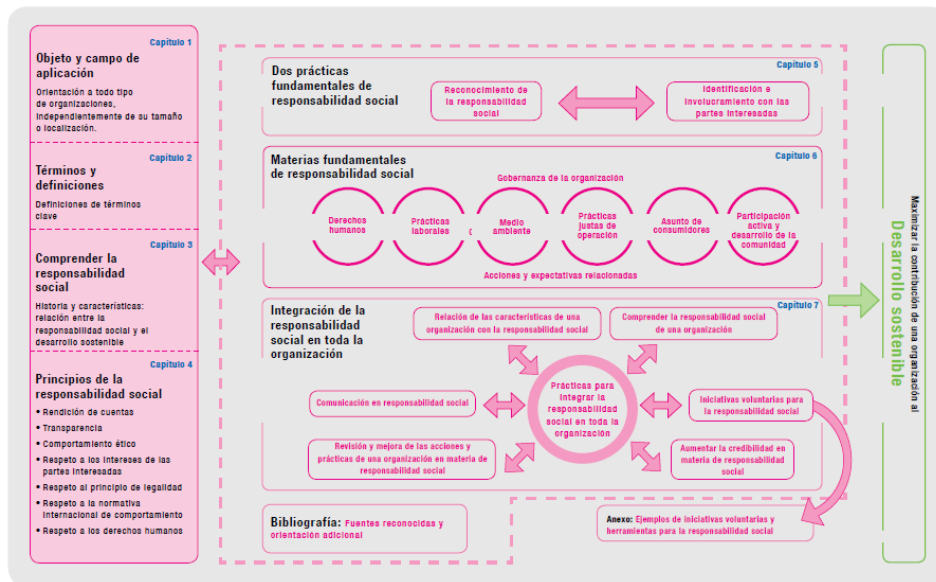 Capítulo 1
Objeto y campo de
aplicación
Orientación a todo tipo
de organizaciones,
independientemente de su tamaño
o localización.
Capítulo 2
Términos y
definiciones
Definiciones de términos
clave
Capítulo 3
Comprender la
responsabilidad
social
Historia y características:
relación entre la
responsabilidad social y el
desarrollo sostenible
Capítulo 4
Principios de la
responsabilidad social
• Rendición de cuentas
• Transparencia
• Comportamiento ético
• Respeto a los intereses de las
partes interesadas
• Respeto al principio de legalidad
• Respeto a la normativa
internacional de comportamiento
• Respeto a los derechos humanos
Capítulo 5
Dos prácticas
fundamentales de
responsabilidad social
Reconocimiento de
la responsabilidad
social
Identificación e
involucramiento con las
partes interesadas
Capítulo 6
Materias fundamentales
de responsabilidad social
Gobernanza de la organización
Derechos
humanos
Prácticas
laborales
Medio
ambiente
Prácticas
justas de
operación
Asunto de
consumidores
Participación
activa y
desarrollo de la
comunidad
Acciones y expectativas relacionadas
Capítulo 7
Integración de la
responsabilidad
social en toda la
organización
Relación de las características de una
organización con la responsabilidad social
Comprender la responsabilidad social
de una organización
Prácticas para
integrar la
responsabilidad
social en toda la
organización
Comunicación en responsabilidad social
Iniciativas voluntarias para
la responsabilidad social
Revisión y mejora de las acciones y
prácticas de una organización en materia de
responsabilidad social
Aumentar la credibilidad en
materia de responsabilidad
social
Bibliografía: Fuentes reconocidas y
orientación adicional
Anexo: Ejemplos de iniciativas voluntarias y
herramientas para la responsabilidad social
Maximizar la contribución de una organización al
Desarrollo sostenible